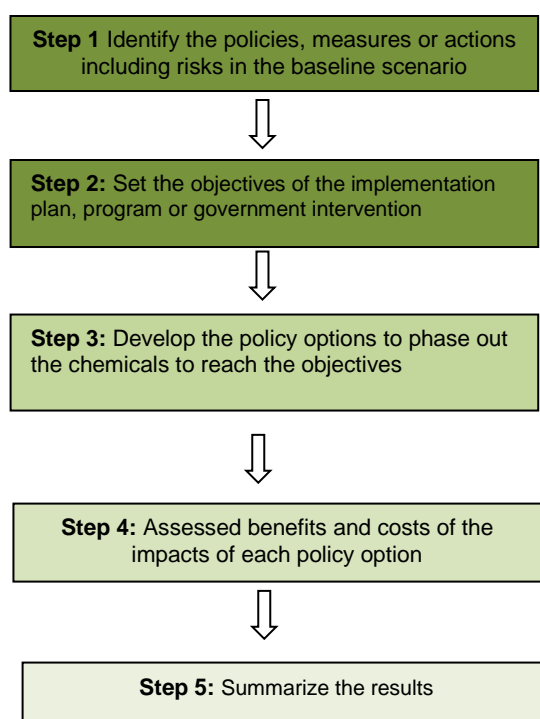 Step 1 Identify the policies, measures or actions
including risks in the baseline scenario
Step 2: Set the objectives of the implementation
plan, program or government intervention
Step 3: Develop the policy options to phase out
the chemicals to reach the objectives
Step 4: Assessed benefits and costs of the
impacts of each policy option
Step 5: Summarize the results